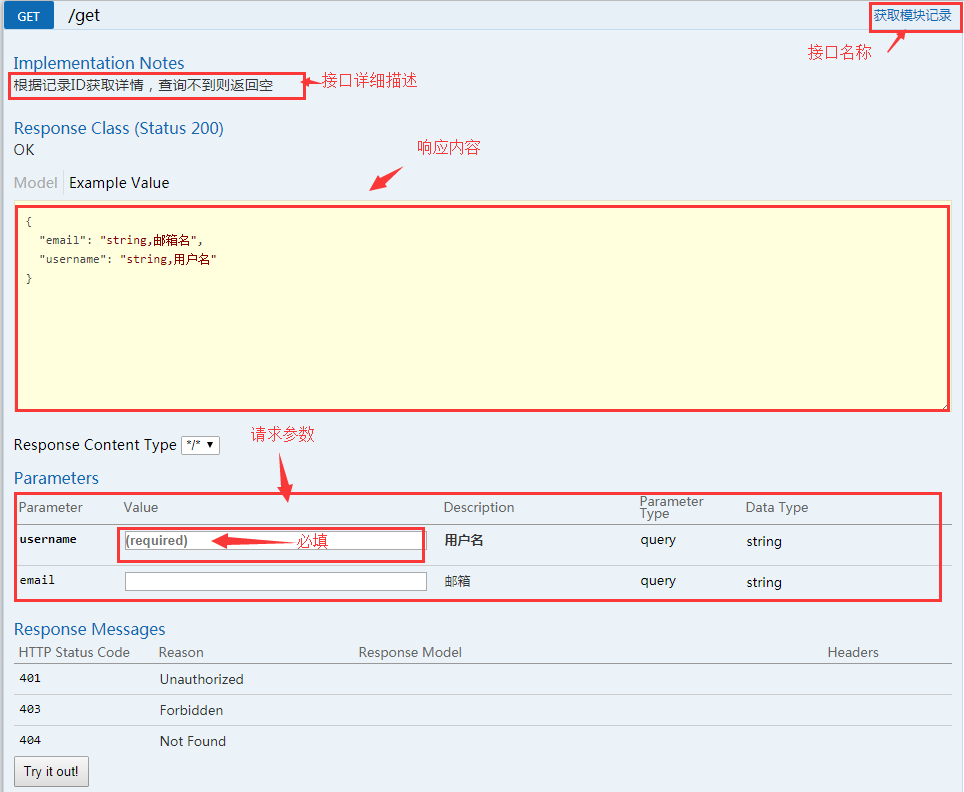 GET /get 获取模块记录
接口名称
Implementation Notes
根据记录ID获取详情，查询不到则返回空 接口详细描述
Response Class (Status 200)
OK
响应内容
Model Example Value
{
"email": "string,邮箱名",
"username": "string,用户名"
}
请求参数
Response Content Type */*
Parameters
Parameter Value Description Parameter Type Data Type
username (required) 必填 用户名 query string
email 邮箱 query string
Response Messages
HTTP Status Code Reason Response Model Headers
401 Unauthorized
403 Forbidden
404 Not Found
Try it out!